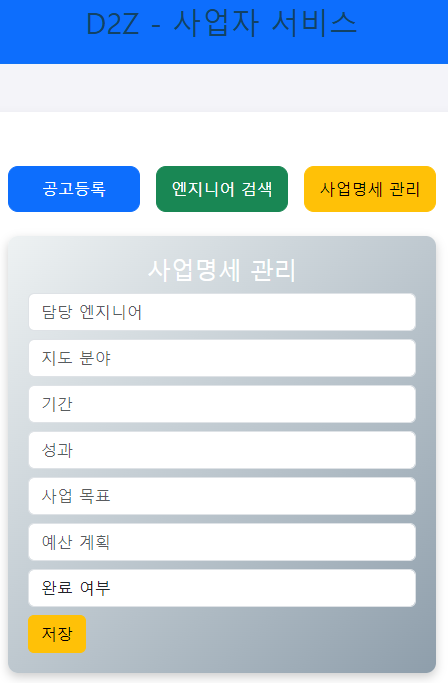 D2Z - 사업자 서비스
공고등록 엔지니어 검색 사업명세 관리
사업명세 관리
담당 엔지니어
지도 분야
기간
성과
사업 목표
예산 계획
완료 여부
저장